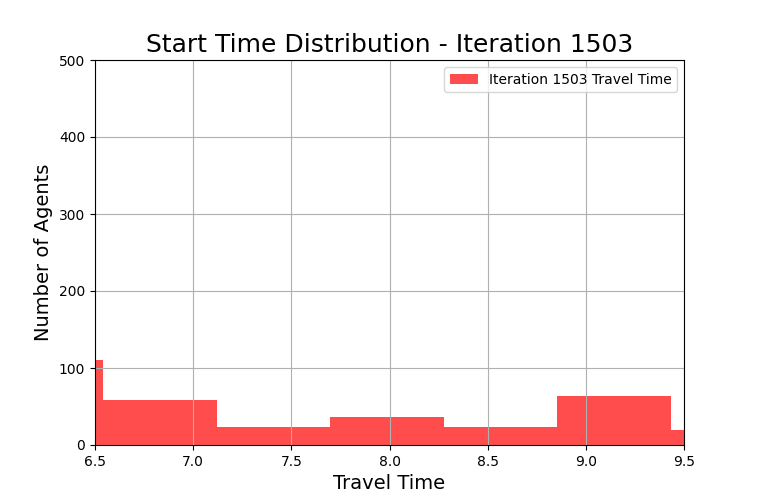 Start Time Distribution - Iteration 1503
Iteration 1503 Travel Time
Number of Agents
500
400
300
200
100
0
6.5 7.0 7.5 8.0 8.5 9.0 9.5
Travel Time